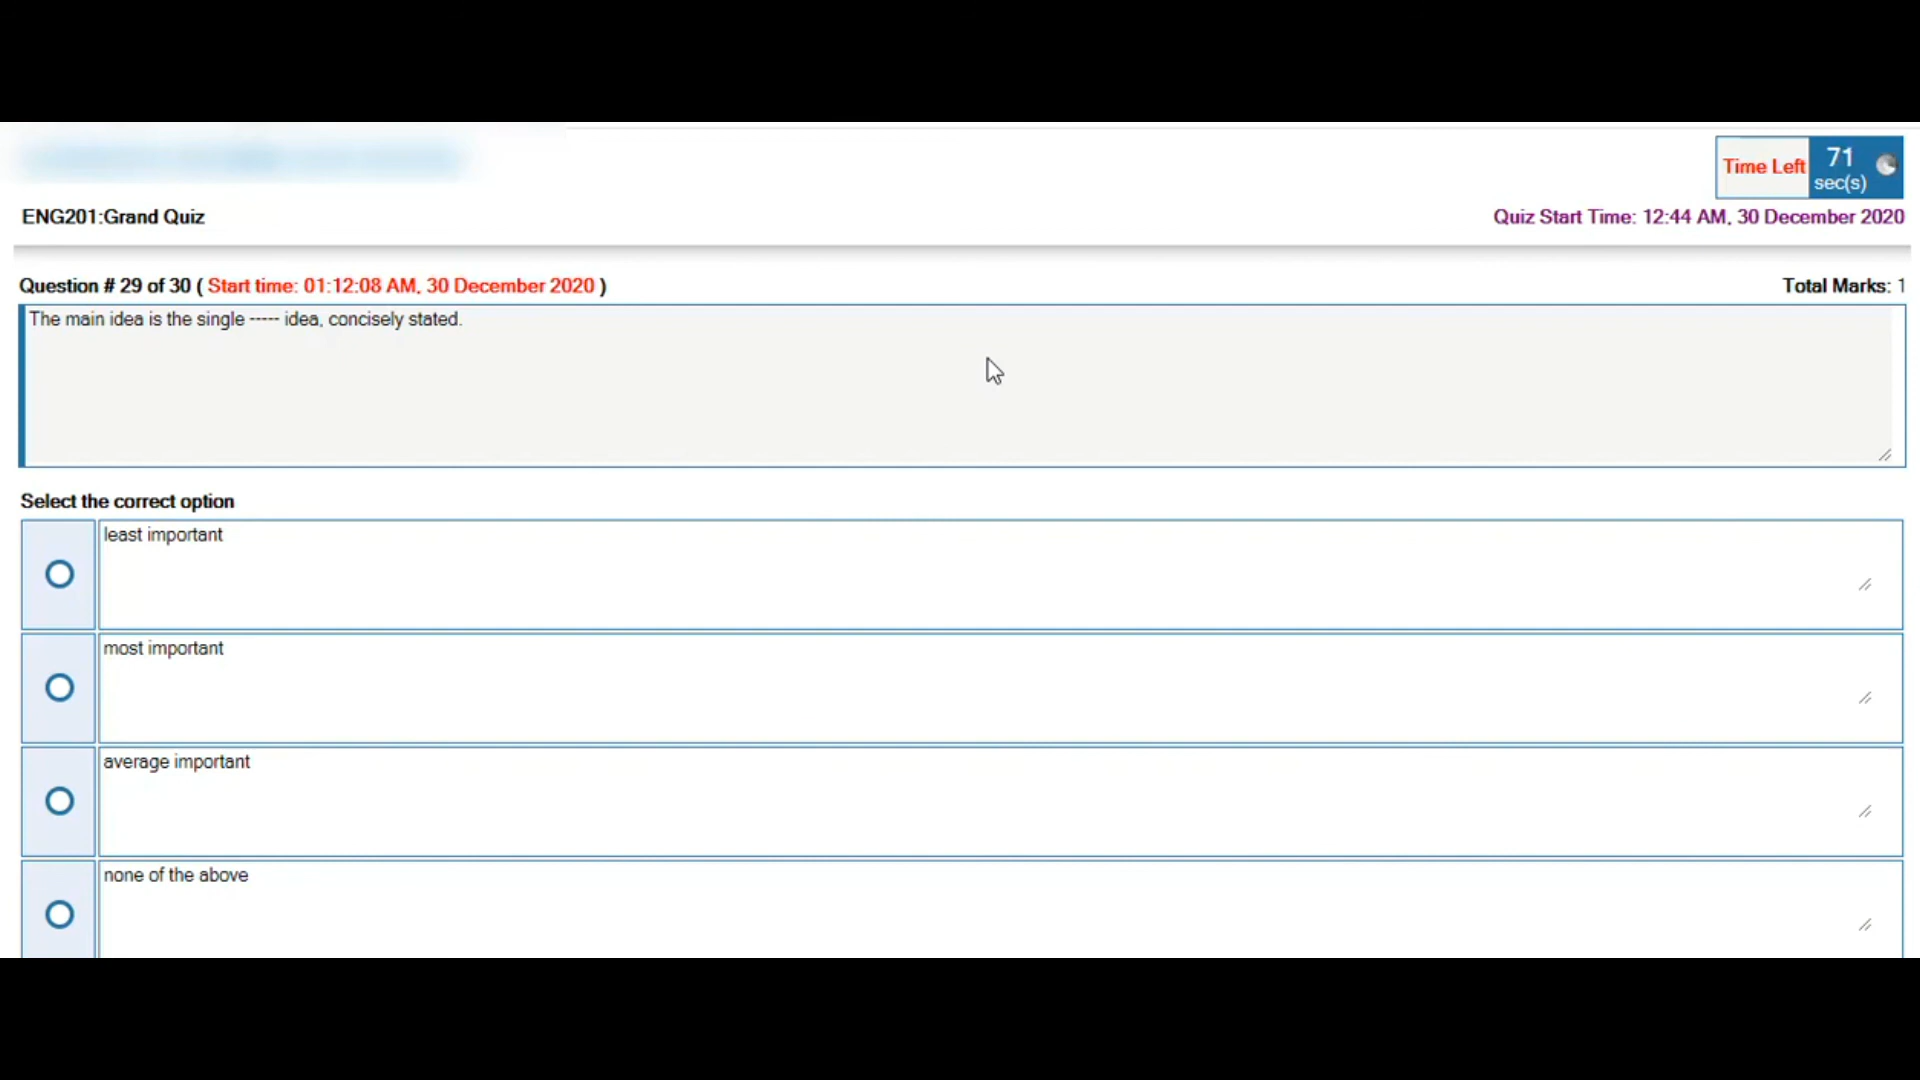 Time Left 71 sec(s)
ENG201:Grand Quiz
Quiz Start Time: 12:44 AM, 30 December 2020
Question # 29 of 30 ( Start time: 01:12:08 AM, 30 December 2020 )
Total Marks: 1
The main idea is the single ----- idea, concisely stated.
Select the correct option
least important
most important
average important
none of the above